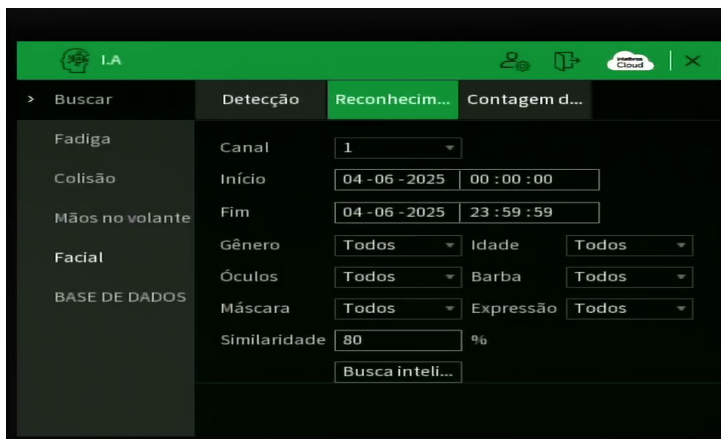 I.A
intelbras Cloud
> Buscar
Detecção Reconhecim... Contagem d...
Fadiga
Colisão
Mãos no volante
Facial
BASE DE DADOS
Canal 1
Início 04-06-2025 00:00:00
Fim 04-06-2025 23:59:59
Gênero Todos Idade Todos
Óculos Todos Barba Todos
Máscara Todos Expressão Todos
Similaridade 80 %
Busca inteli...